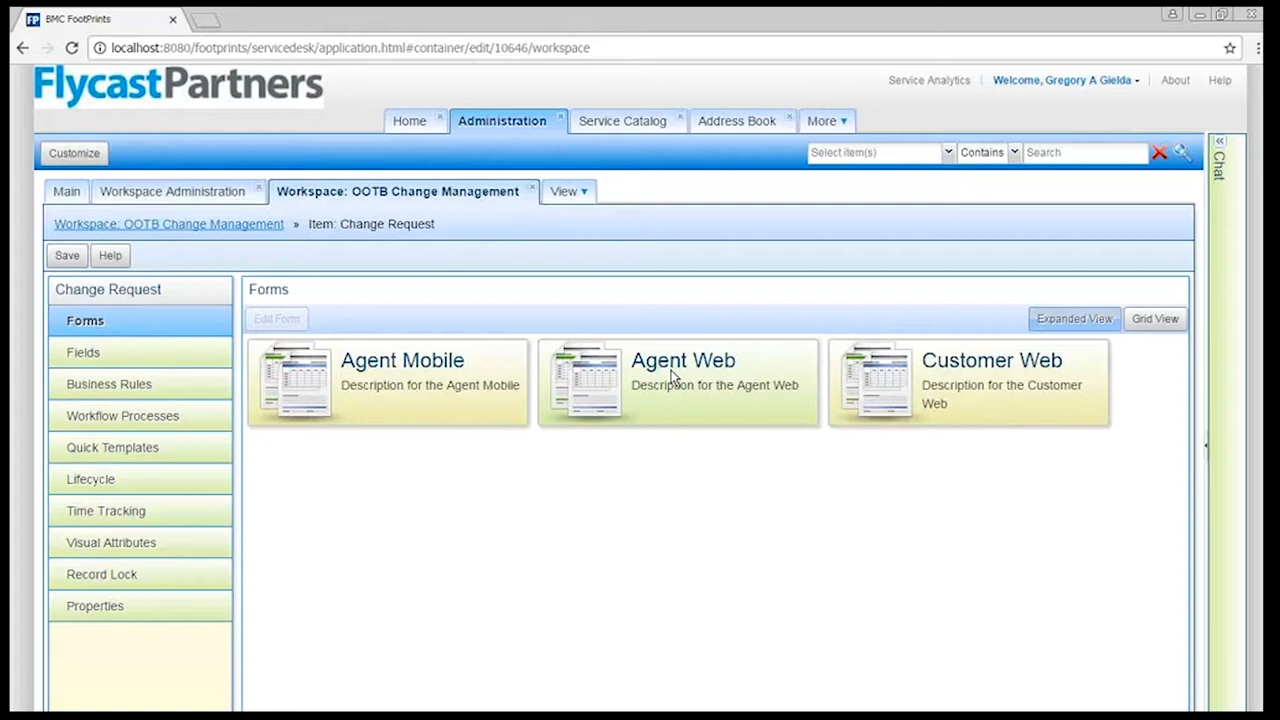 BMC FootPrints
localhost:8080/footprints/servicedesk/application.html#container/edit/10646/workspace
FlycastPartners
Service Analytics Welcome, Gregory A Gielda About Help
Home Administration Service Catalog Address Book More
Customize Select item(s) Contains Search
Chat
Main Workspace Administration Workspace: OOTB Change Management View
Workspace: OOTB Change Management » Item: Change Request
Save Help
Change Request
Forms
Fields
Business Rules
Workflow Processes
Quick Templates
Lifecycle
Time Tracking
Visual Attributes
Record Lock
Properties
Forms
Edit Form Expanded View Grid View
Agent Mobile
Description for the Agent Mobile
Agent Web
Description for the Agent Web
Customer Web
Description for the Customer
Web